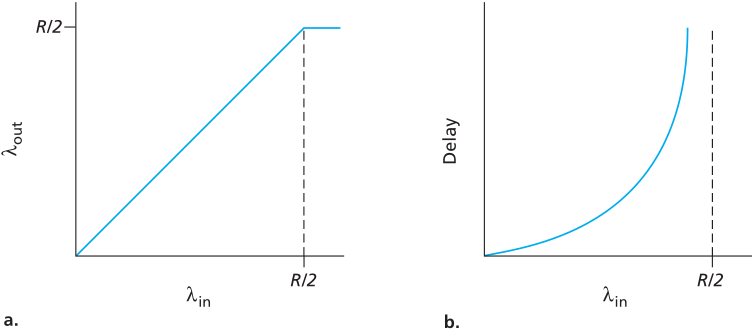 R/2
λout
R/2
λin
a.
Delay
R/2
λin
b.